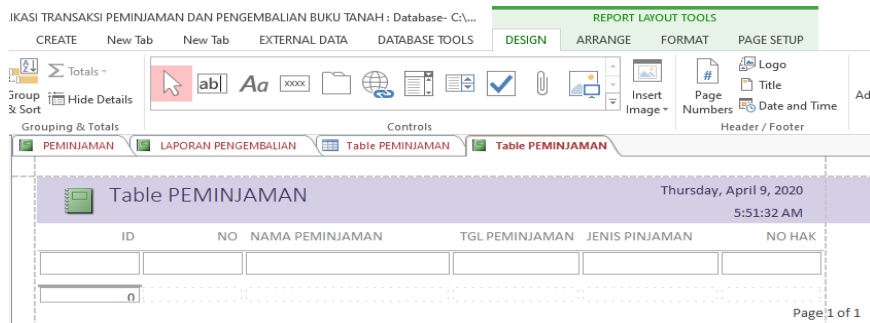 LIKASI TRANSAKSI PEMINJAMAN DAN PENGEMBALIAN BUKU TANAH : Database- C:\... REPORT LAYOUT TOOLS
CREATE New Tab New Tab EXTERNAL DATA DATABASE TOOLS DESIGN ARRANGE FORMAT PAGE SETUP
Group & Sort
Σ Totals
Hide Details
Grouping & Totals
ab| Aa xxxx
Controls
Insert Image
# Page Numbers
Logo
Title
Date and Time
Header / Footer
Ad
PEMINJAMAN LAPORAN PENGEMBALIAN Table PEMINJAMAN Table PEMINJAMAN
Table PEMINJAMAN
Thursday, April 9, 2020
5:51:32 AM
ID NO NAMA PEMINJAMAN TGL PEMINJAMAN JENIS PINJAMAN NO HAK
0
Page 1 of 1